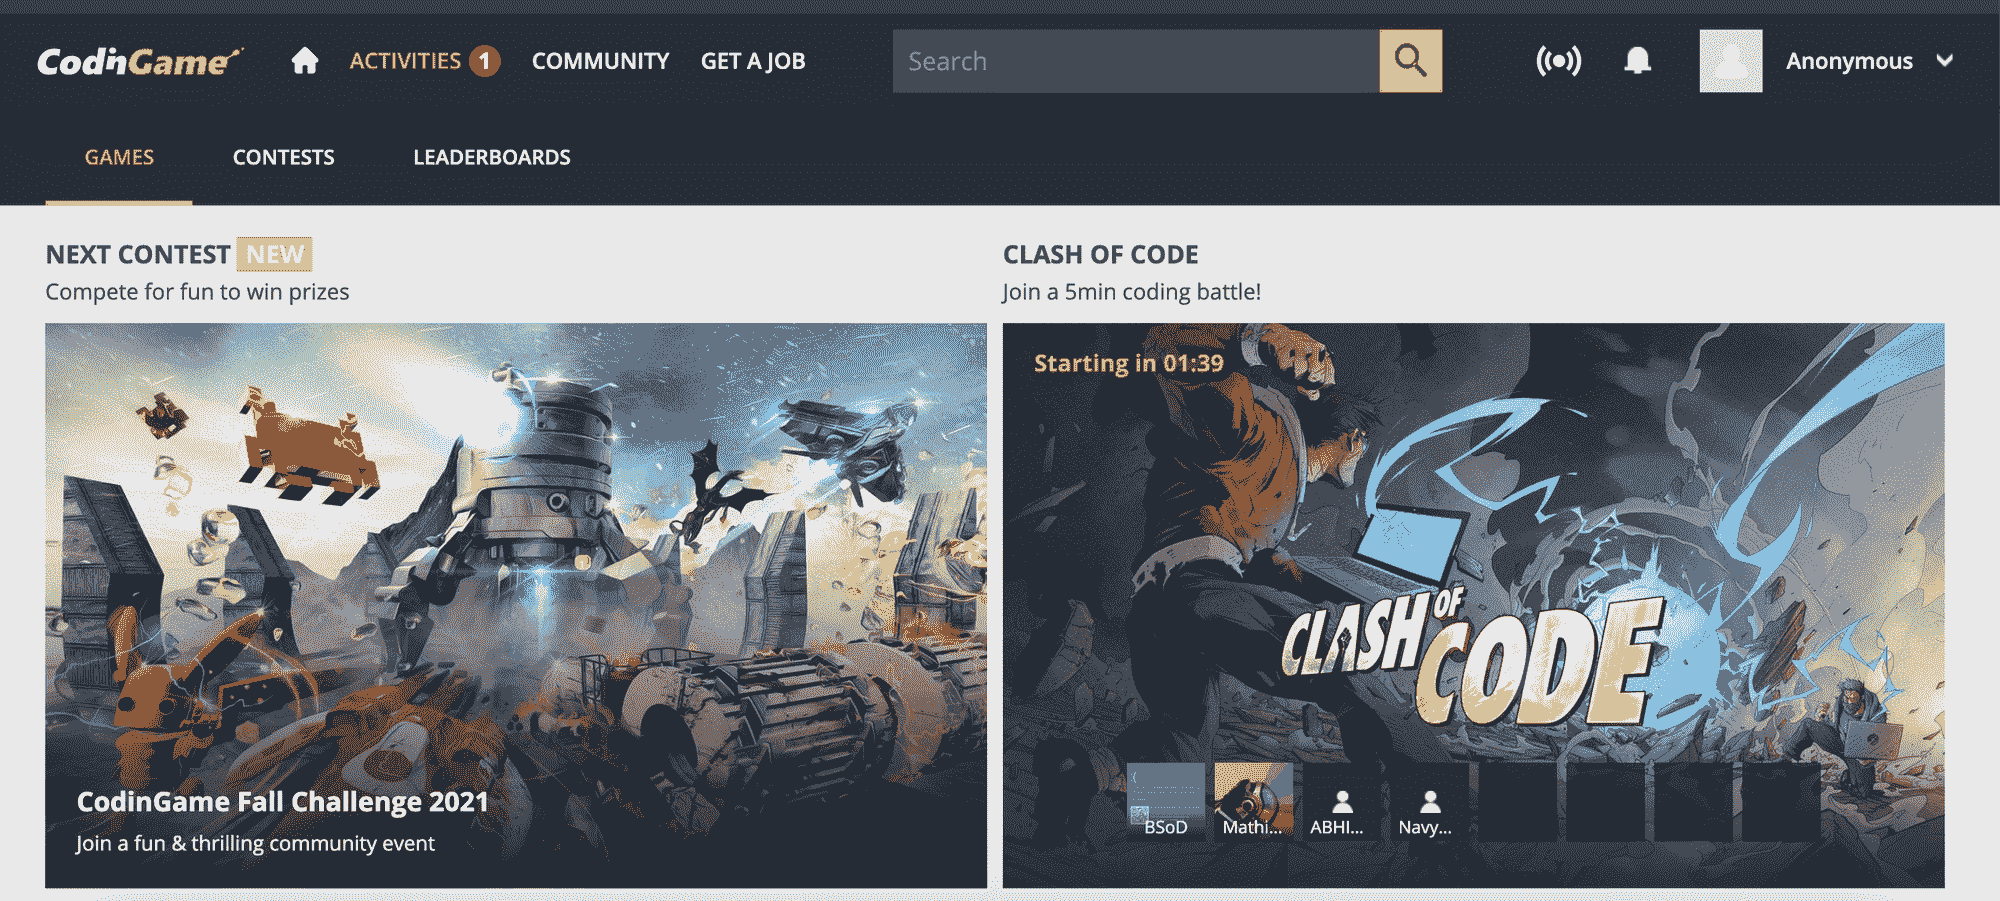 CodinGame
ACTIVITIES 1 COMMUNITY GET A JOB
Search
Anonymous
GAMES CONTESTS LEADERBOARDS
NEXT CONTEST NEW
Compete for fun to win prizes
CodinGame Fall Challenge 2021
Join a fun & thrilling community event
CLASH OF CODE
Join a 5min coding battle!
Starting in 01:39
CLASH OF
CODE
BSoD Mathi... ABHI... Navy...